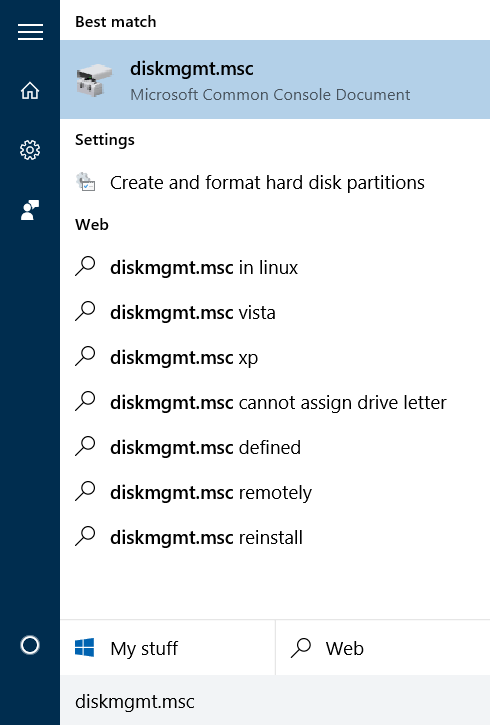 Best match
diskmgmt.msc
Microsoft Common Console Document
Settings
Create and format hard disk partitions
Web
diskmgmt.msc in linux
diskmgmt.msc vista
diskmgmt.msc xp
diskmgmt.msc cannot assign drive letter
diskmgmt.msc defined
diskmgmt.msc remotely
diskmgmt.msc reinstall
My stuff
Web
diskmgmt.msc